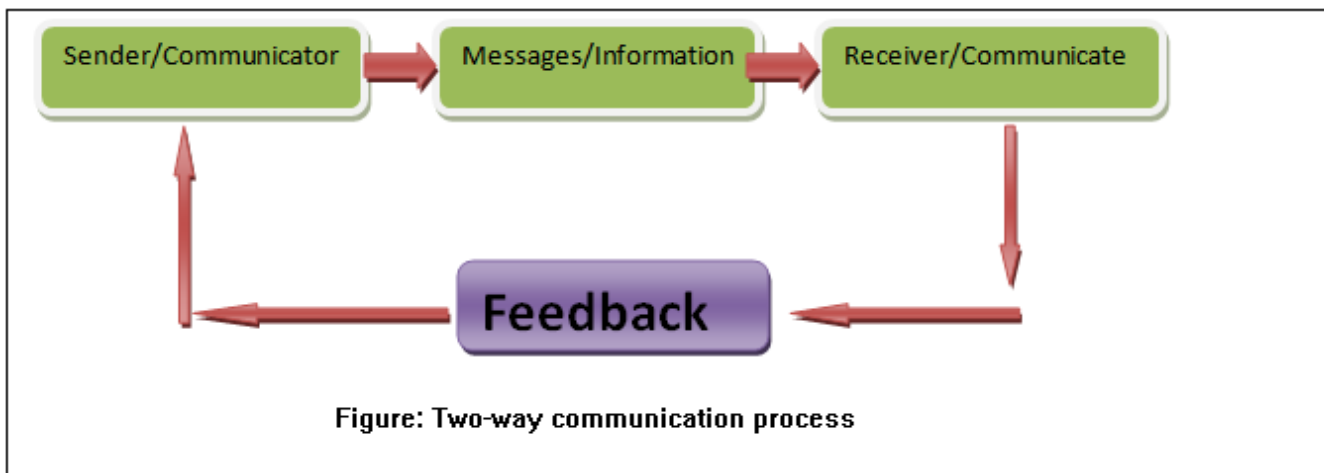 Sender/Communicator
Messages/Information
Receiver/Communicate
Feedback
Figure: Two-way communication process